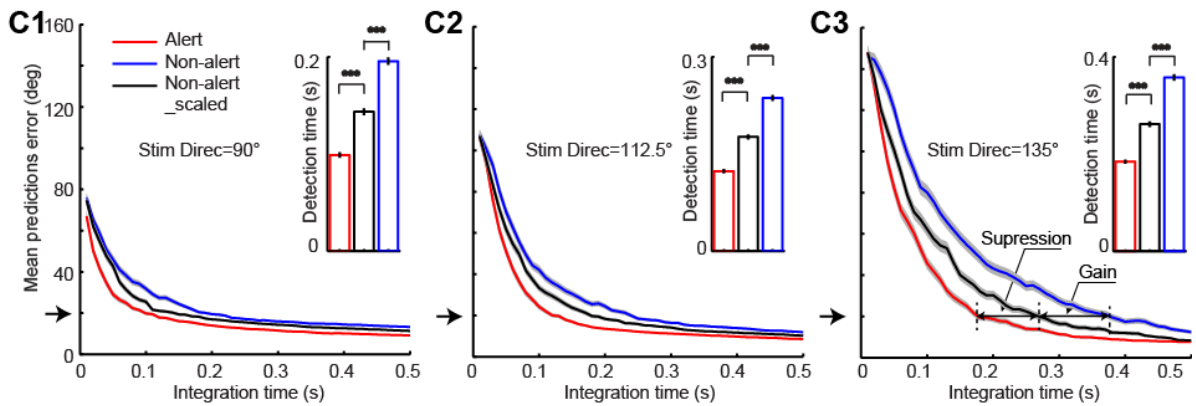 C1
160
120
80
40
0
Mean predictions error (deg)
Alert
Non-alert
Non-alert
_scaled
Stim Direc=90°
0.2
0
Detection time (s)
***
***
0
0.1
0.2
0.3
0.4
0.5
Integration time (s)
C2
Stim Direc=112.5°
0.3
0
Detection time (s)
***
***
0
0.1
0.2
0.3
0.4
0.5
Integration time (s)
C3
Stim Direc=135°
0.4
0
Detection time (s)
***
***
Supression
Gain
0
0.1
0.2
0.3
0.4
0.5
Integration time (s)